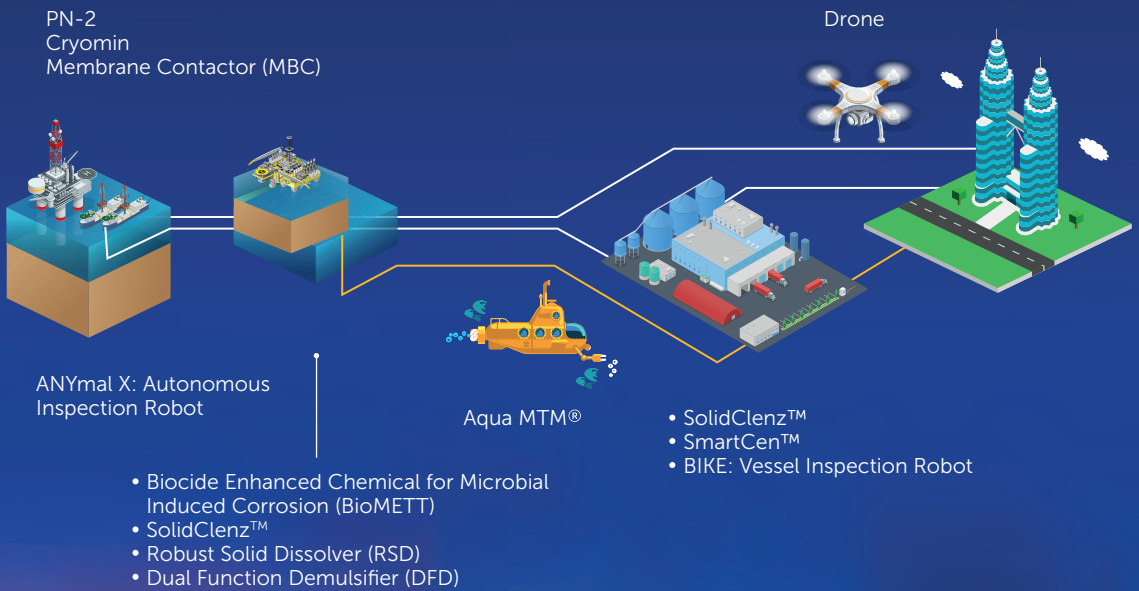 PN-2
Cryomin
Membrane Contactor (MBC)
Drone
ANYmal X: Autonomous
Inspection Robot
Aqua MTM®
• SolidClenz™
• SmartCen™
• BIKE: Vessel Inspection Robot
• Biocide Enhanced Chemical for Microbial
Induced Corrosion (BioMETT)
• SolidClenz™
• Robust Solid Dissolver (RSD)
• Dual Function Demulsifier (DFD)